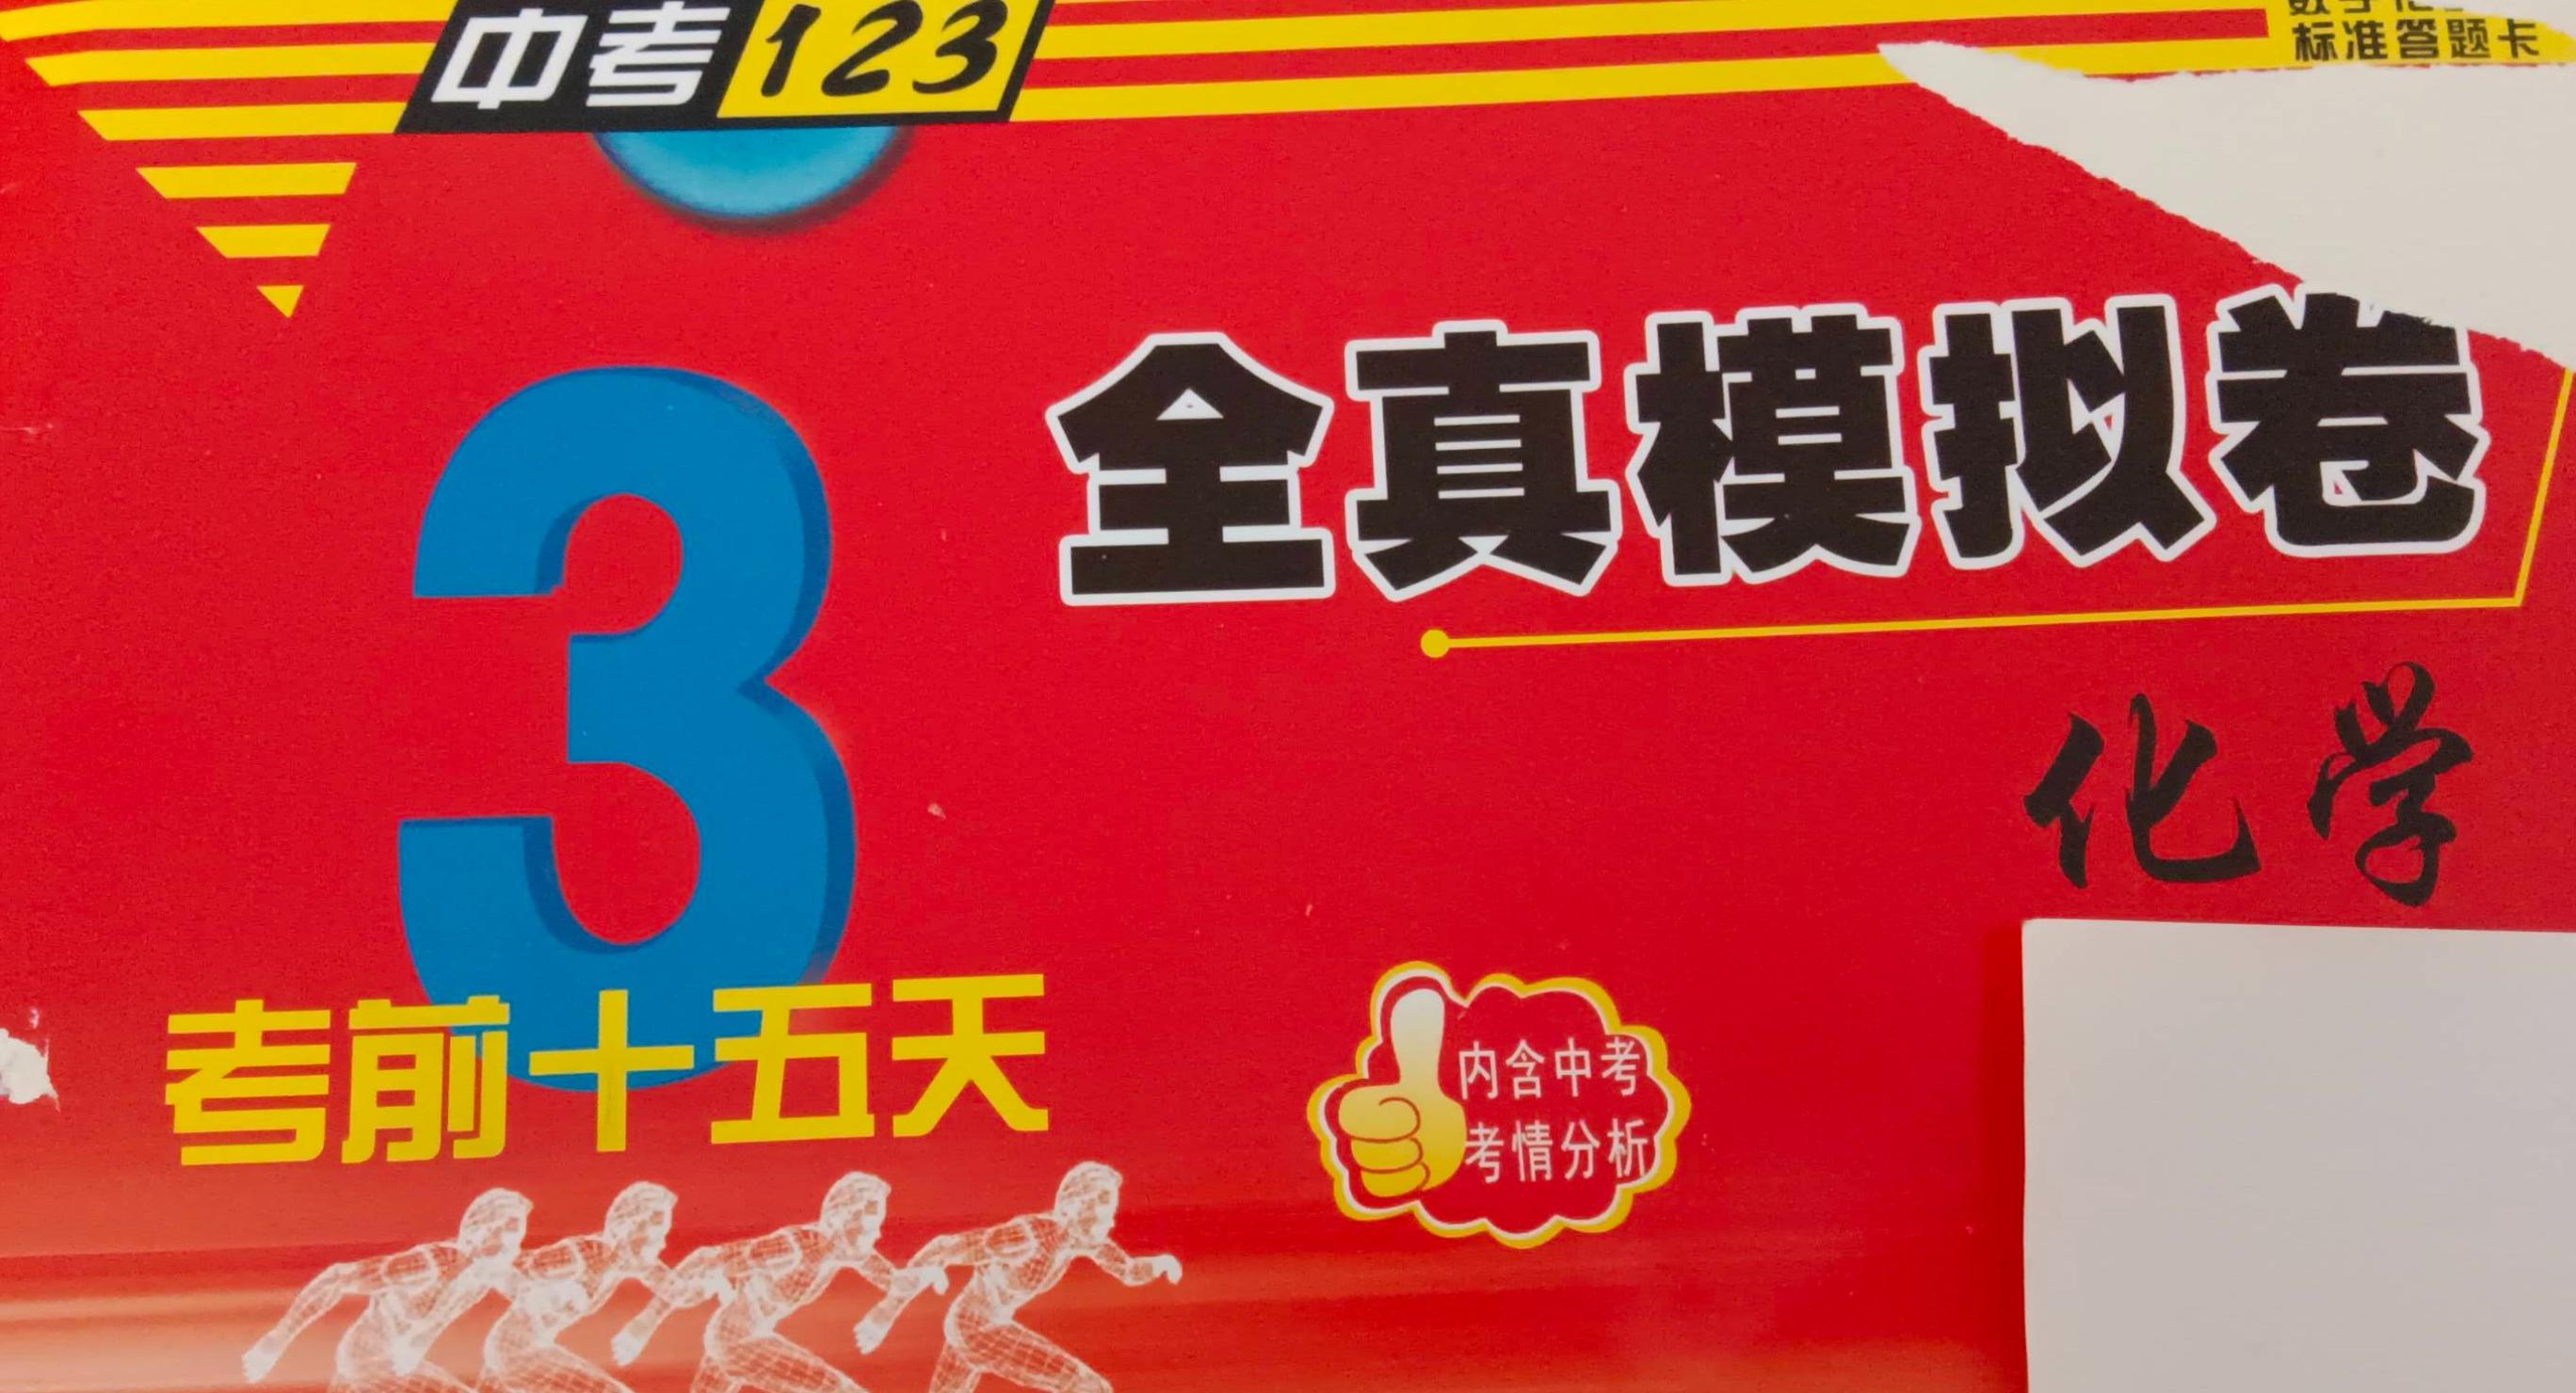 中考123
标准答题卡
全真模拟卷
化学
3
考前十五天
内含中考
考情分析